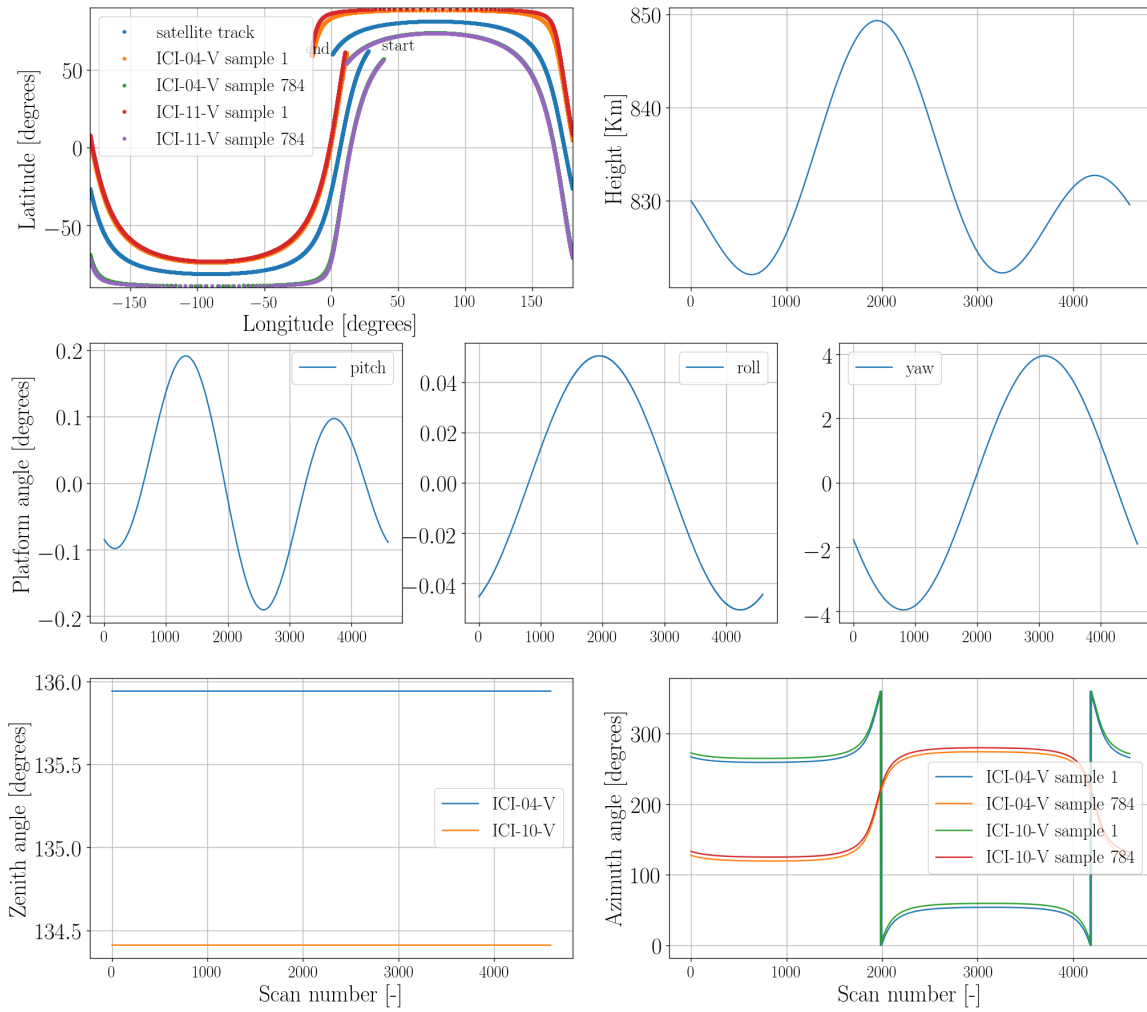 satellite track
ICI-04-V sample 1
ICI-04-V sample 784
ICI-11-V sample 1
ICI-11-V sample 784
end
start
50
0
−50
Latitude [degrees]
−150
−100
−50
0
50
100
150
Longitude [degrees]
850
840
830
Height [Km]
0
1000
2000
3000
4000
0.2
0.1
0.0
−0.1
−0.2
Platform angle [degrees]
pitch
0
1000
2000
3000
4000
0.04
0.02
0.00
−0.02
−0.04
roll
0
1000
2000
3000
4000
4
2
0
−2
−4
yaw
0
1000
2000
3000
4000
136.0
135.5
135.0
134.5
Zenith angle [degrees]
ICI-04-V
ICI-10-V
0
1000
2000
3000
4000
Scan number [-]
300
200
100
0
Azimuth angle [degrees]
ICI-04-V sample 1
ICI-04-V sample 784
ICI-10-V sample 1
ICI-10-V sample 784
0
1000
2000
3000
4000
Scan number [-]